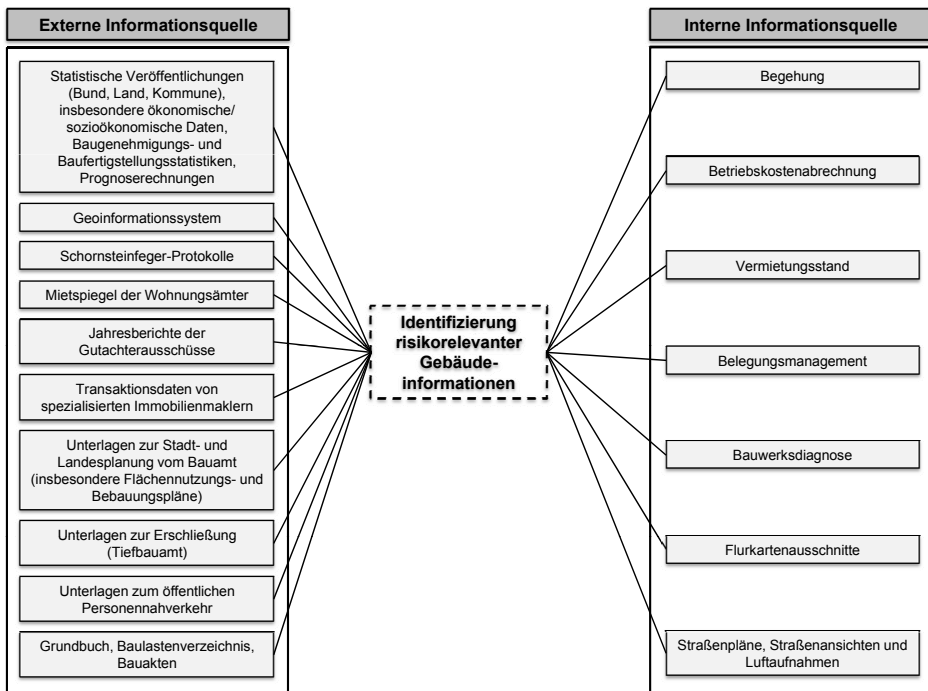 Externe Informationsquelle
Statistische Veröffentlichungen
(Bund, Land, Kommune),
insbesondere ökonomische/
sozioökonomische Daten,
Baugenehmigungs- und
Baufertigstellungsstatistiken,
Prognoserechnungen
Geoinformationssystem
Schornsteinfeger-Protokolle
Mietspiegel der Wohnungsämter
Jahresberichte der
Gutachterausschüsse
Transaktionsdaten von
spezialisierten Immobilienmaklern
Unterlagen zur Stadt- und
Landesplanung vom Bauamt
(insbesondere Flächennutzungs- und
Bebauungspläne)
Unterlagen zur Erschließung
(Tiefbauamt)
Unterlagen zum öffentlichen
Personennahverkehr
Grundbuch, Baulastenverzeichnis,
Bauakten
Identifizierung
risikorelevanter
Gebäude-
informationen
Interne Informationsquelle
Begehung
Betriebskostenabrechnung
Vermietungsstand
Belegungsmanagement
Bauwerksdiagnose
Flurkartenausschnitte
Straßenpläne, Straßenansichten und
Luftaufnahmen